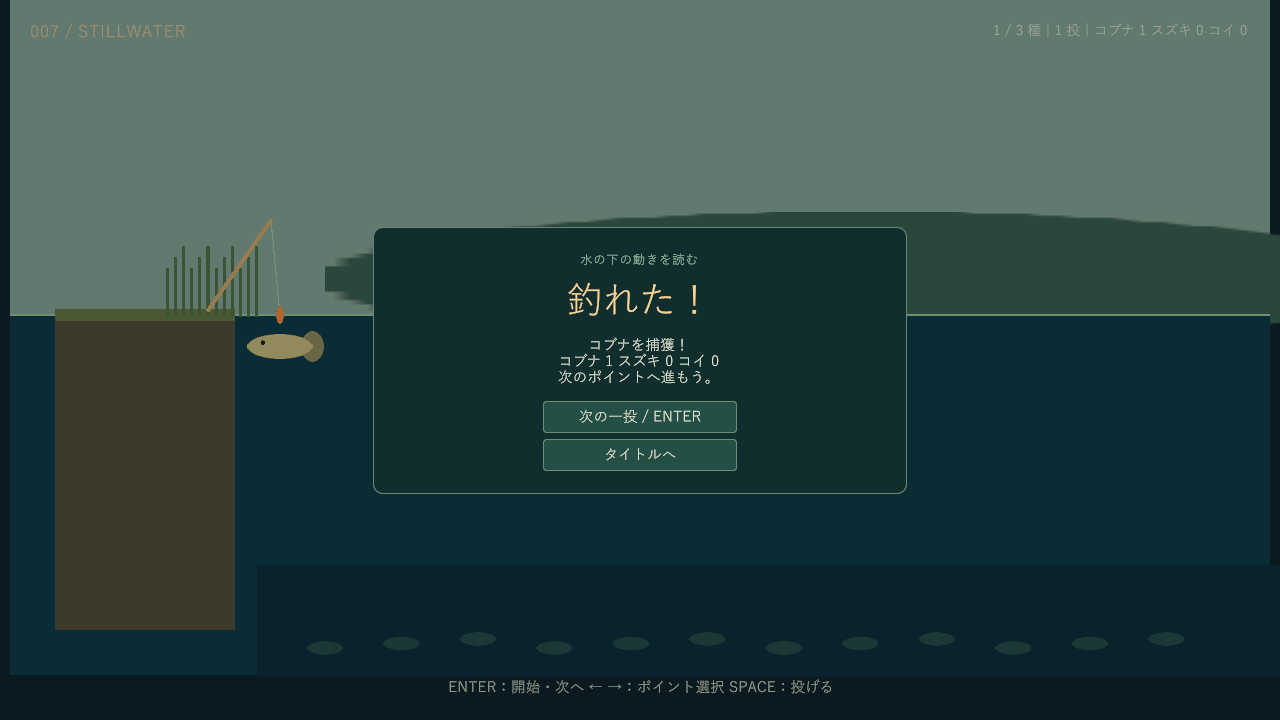 007 / STILLWATER
1 / 3 種 | 1 投 | コブナ 1 スズキ 0 コイ 0
水の下の動きを読む
釣れた！
コブナを捕獲！
コブナ 1 スズキ 0 コイ 0
次のポイントへ進もう。
次の一投 / ENTER
タイトルへ
ENTER：開始・次へ ← →：ポイント選択 SPACE：投げる